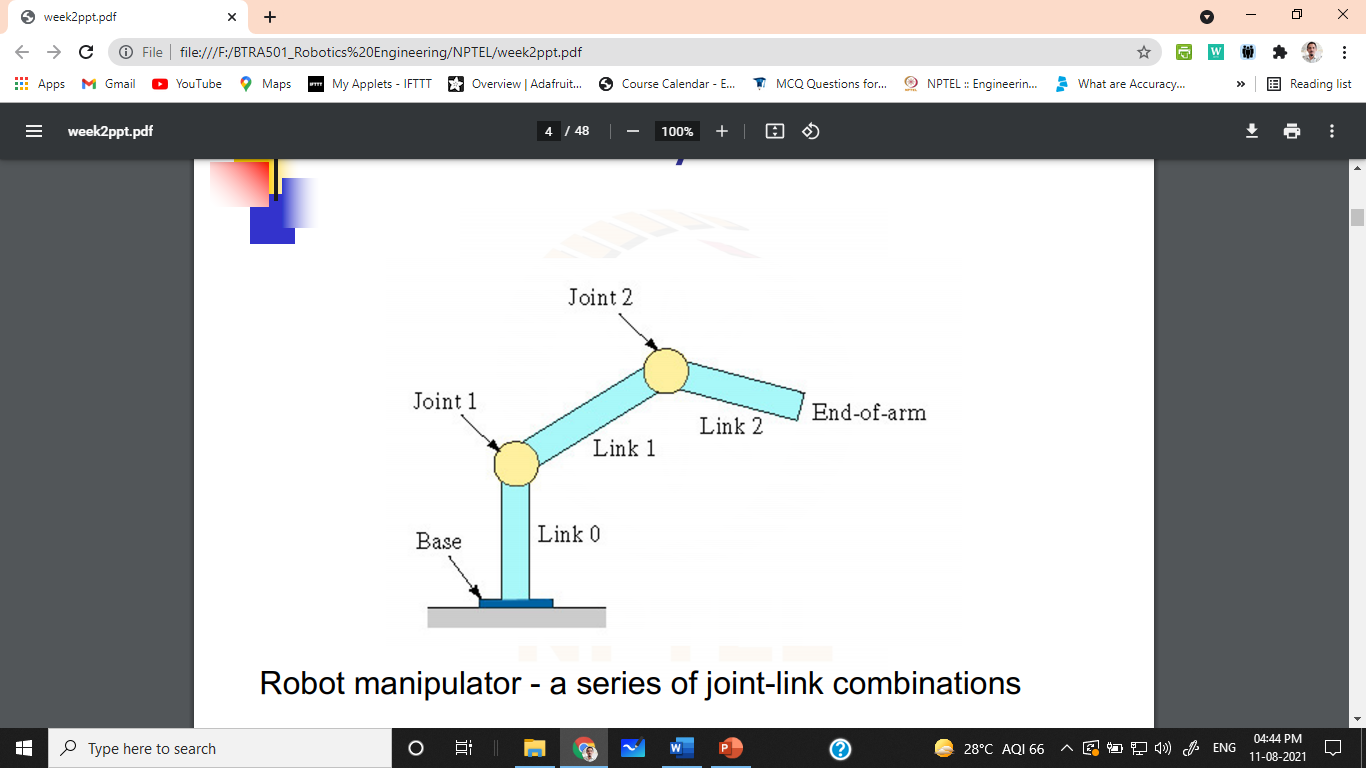 week2ppt.pdf
File
file:///F:/BTRA501_Robotics%20Engineering/NPTEL/week2ppt.pdf
W
Apps
Gmail
YouTube
Maps
IFTTT
My Applets - IFTTT
Overview | Adafruit...
Course Calendar - E...
MCQ Questions for...
NPTEL :: Engineerin...
What are Accuracy...
»
Reading list
week2ppt.pdf
4 / 48
100%
Joint 2
Joint 1
End-of-arm
Link 2
Link 1
Link 0
Base
Robot manipulator - a series of joint-link combinations
Type here to search
28°C AQI 66
ENG
04:44 PM
11-08-2021